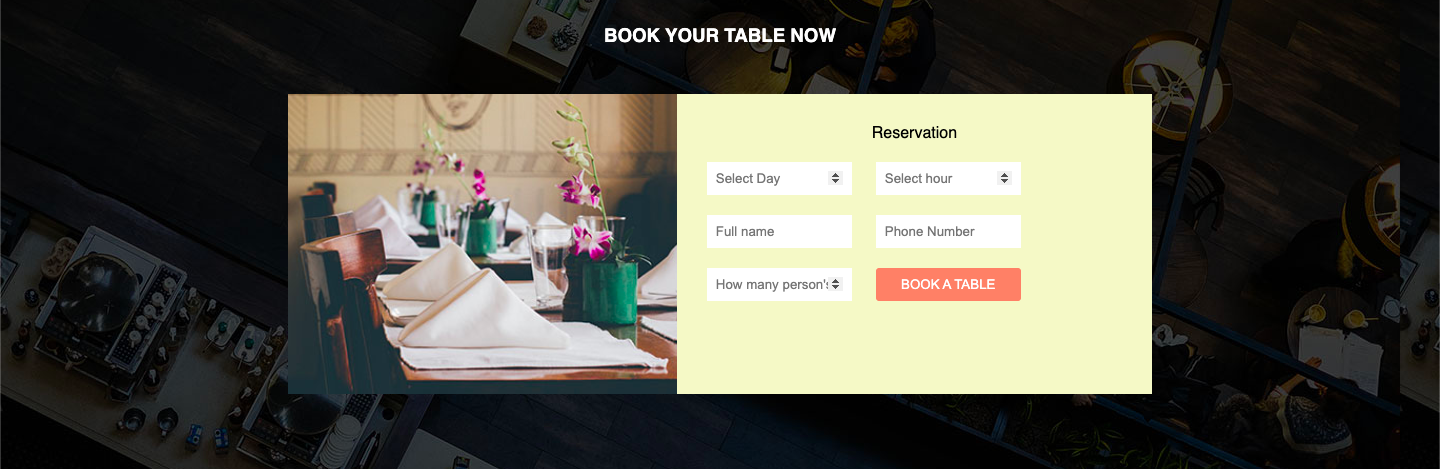 BOOK YOUR TABLE NOW
Reservation
Select Day
Select hour
Full name
Phone Number
How many person's
BOOK A TABLE